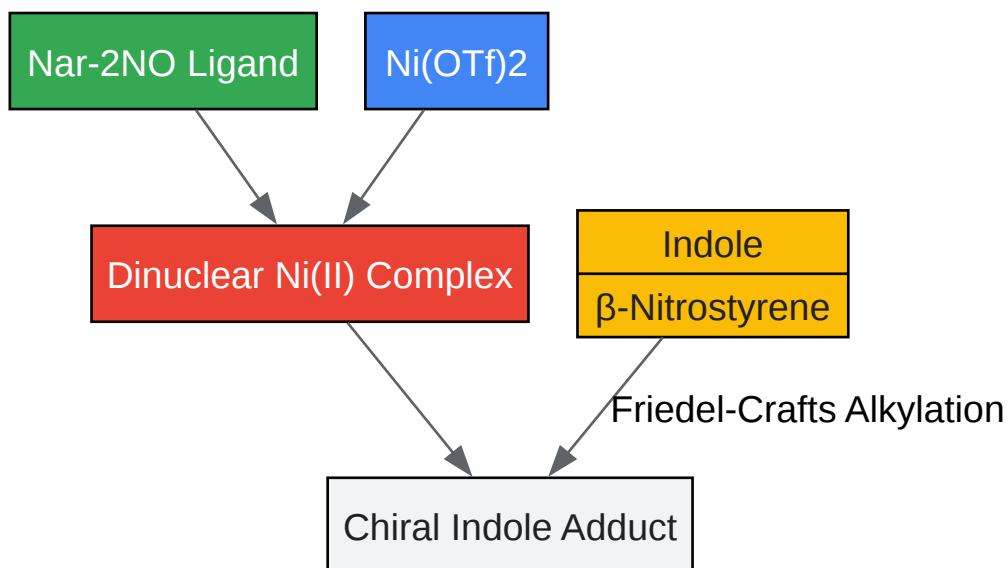 Nar-2NO Ligand
Ni(OTf)2
Dinuclear Ni(II) Complex
Indole
β-Nitrostyrene
Friedel-Crafts Alkylation
Chiral Indole Adduct